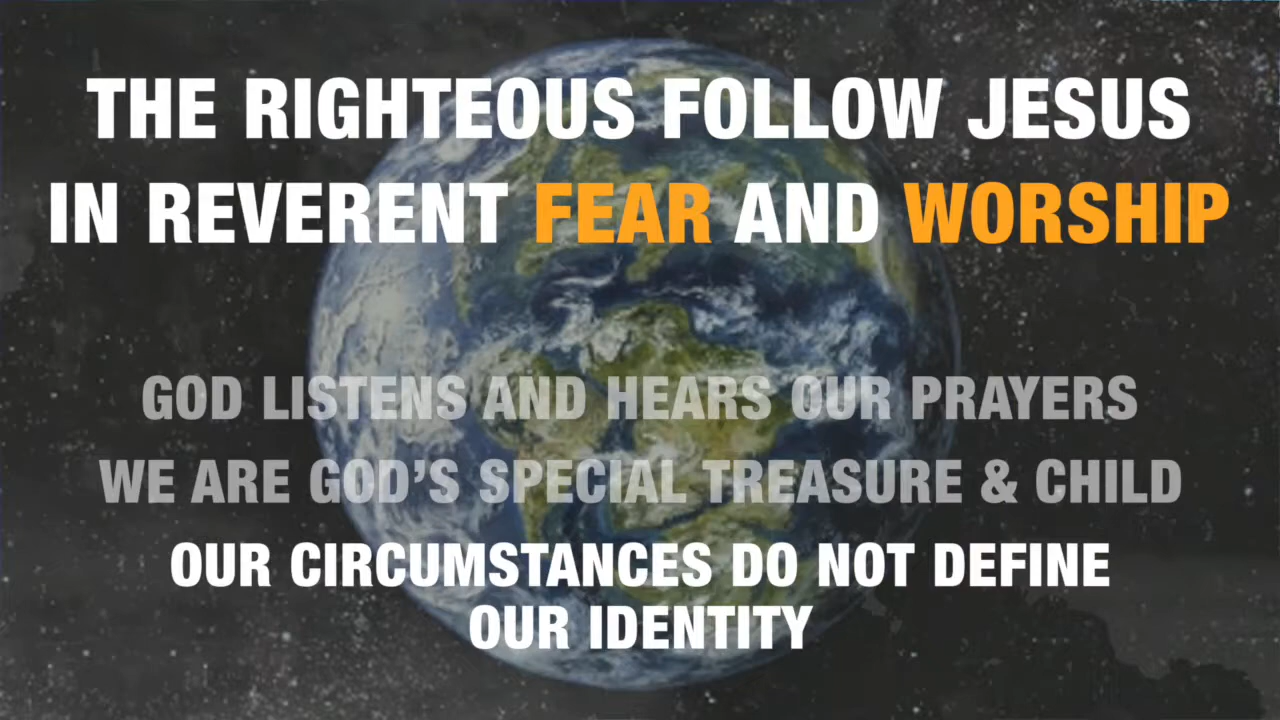 THE RIGHTEOUS FOLLOW JESUS
IN REVERENT FEAR AND WORSHIP
GOD LISTENS AND HEARS OUR PRAYERS
WE ARE GOD'S SPECIAL TREASURE & CHILD
OUR CIRCUMSTANCES DO NOT DEFINE
OUR IDENTITY